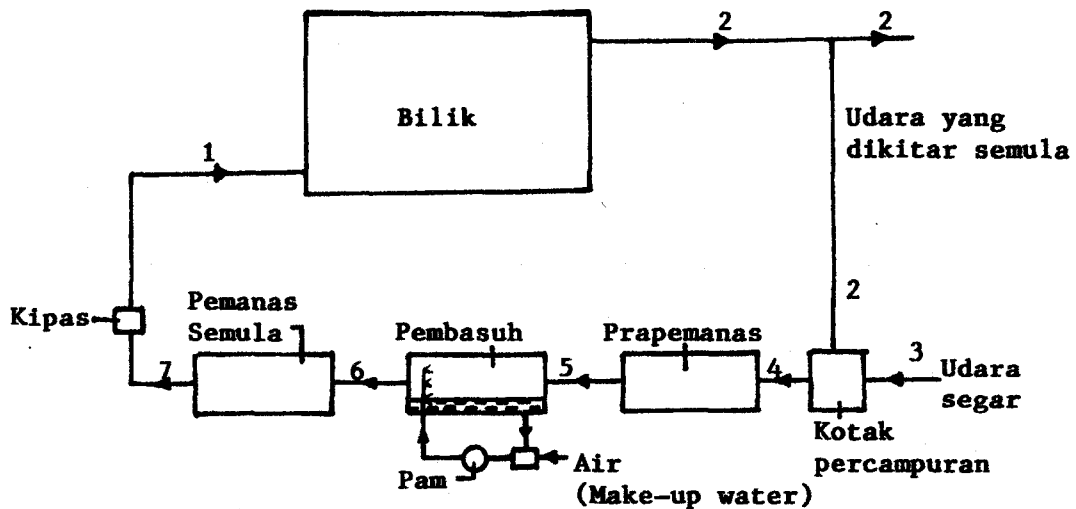 2
2
Bilik
Udara yang
dikitar semula
1
2
Kipas
Pemanas
Semula
Pembasuh
Prapemanas
7
6
5
4
3
Udara
segar
Kotak
percampuran
Pam
Air
(Make-up water)